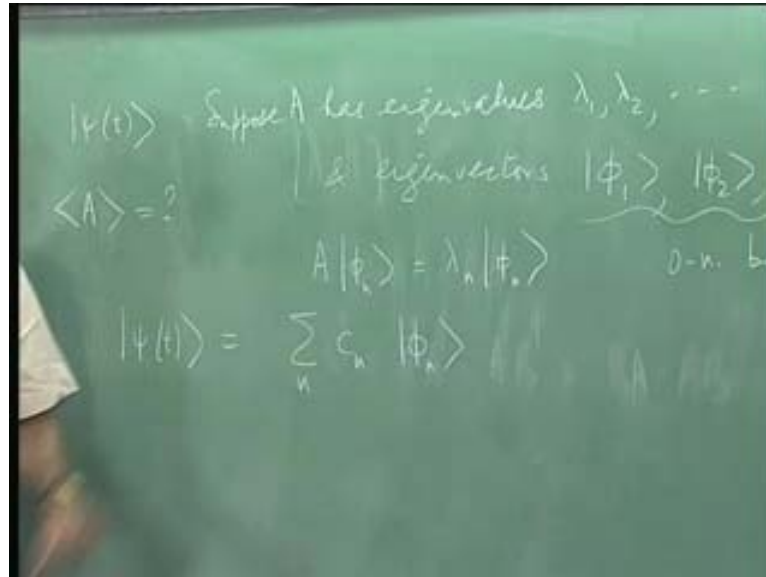 |ψ(t)⟩ Suppose A has eigenvalues λ₁, λ₂, ----
& eigenvectors |ϕ₁⟩, |ϕ₂⟩,
⟨A⟩ = ?
A|ϕₙ⟩ = λₙ|ϕₙ⟩ o-n. b
|ψ(t)⟩ = ∑ₙ cₙ |ϕₙ⟩